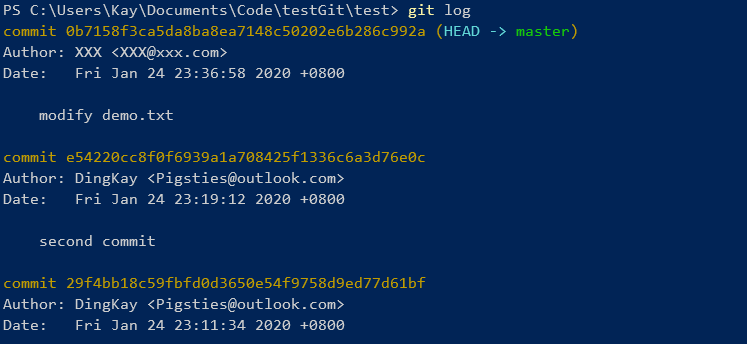 PS C:\Users\Kay\Documents\Code\testGit\test> git log
commit 0b7158f3ca5da8ba8ea7148c50202e6b286c992a (HEAD -> master)
Author: XXX <XXX@xxx.com>
Date:   Fri Jan 24 23:36:58 2020 +0800
    modify demo.txt
commit e54220cc8f0f6939a1a708425f1336c6a3d76e0c
Author: DingKay <Pigsties@outlook.com>
Date:   Fri Jan 24 23:19:12 2020 +0800
    second commit
commit 29f4bb18c59fbfd0d3650e54f9758d9ed77d61bf
Author: DingKay <Pigsties@outlook.com>
Date:   Fri Jan 24 23:11:34 2020 +0800